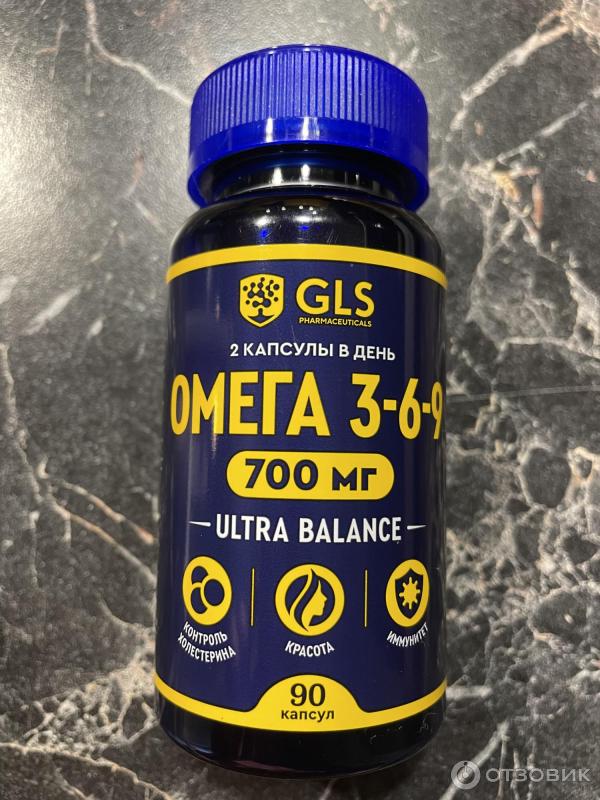 GLS
PHARMACEUTICALS
2 КАПСУЛЫ В ДЕНЬ
ОМЕГА 3-6-9
700 МГ
ULTRA BALANCE
КОНТРОЛЬ
ХОЛЕСТЕРИНА
КРАСОТА
ИММУНИТЕТ
90
капсул
ОТЗОВИК